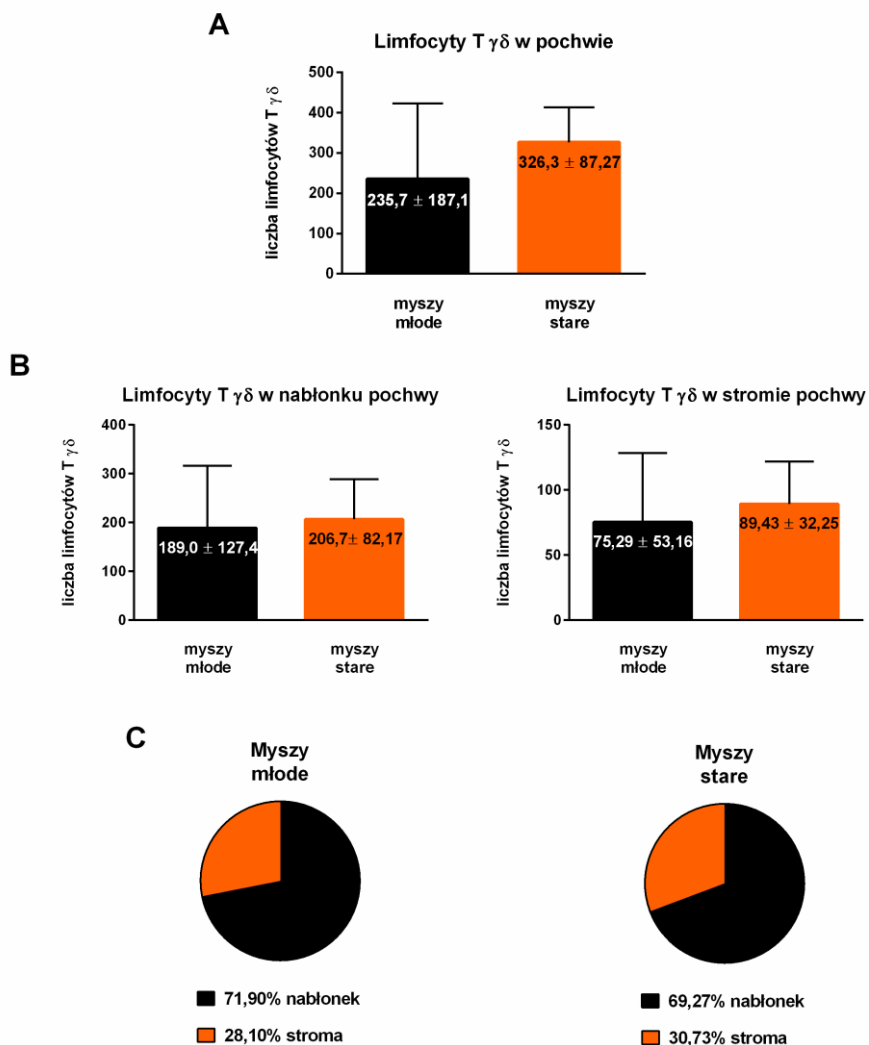 A
Limfocyty T γδ w pochwie
liczba limfocytów T γδ
500
400
300
200
100
0
235,7 ± 187,1
326,3 ± 87,27
myszy
młode
myszy
stare
B
Limfocyty T γδ w nabłonku pochwy
liczba limfocytów T γδ
400
300
200
100
0
189,0 ± 127,4
206,7± 82,17
myszy
młode
myszy
stare
Limfocyty T γδ w stromie pochwy
liczba limfocytów T γδ
150
100
50
0
75,29 ± 53,16
89,43 ± 32,25
myszy
młode
myszy
stare
C
Myszy
młode
71,90% nabłonek
28,10% stroma
Myszy
stare
69,27% nabłonek
30,73% stroma